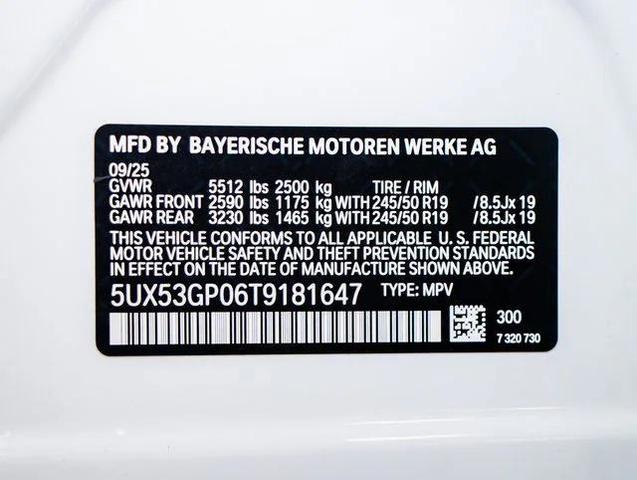 MFD BY BAYERISCHE MOTOREN WERKE AG
09/25
GVWR 5512 lbs 2500 kg TIRE / RIM
GAWR FRONT 2590 lbs 1175 kg WITH 245/50 R19 / 8.5Jx 19
GAWR REAR 3230 lbs 1465 kg WITH 245/50 R19 / 8.5Jx 19
THIS VEHICLE CONFORMS TO ALL APPLICABLE U. S. FEDERAL
MOTOR VEHICLE SAFETY AND THEFT PREVENTION STANDARDS
IN EFFECT ON THE DATE OF MANUFACTURE SHOWN ABOVE.
5UX53GP06T9181647 TYPE: MPV
300
7 320 730